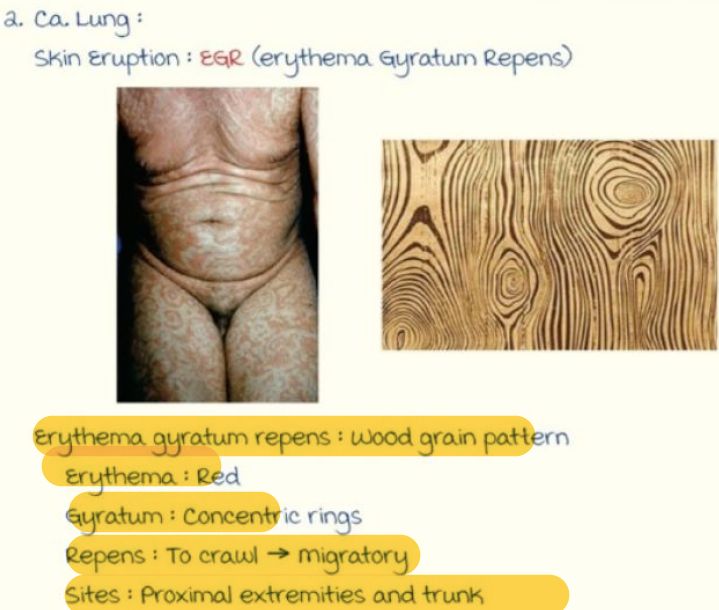 2. Ca. Lung :
Skin Eruption : EGR (erythema Gyratum Repens)
Erythema gyratum repens : Wood grain pattern
Erythema : Red
Gyratum : Concentric rings
Repens : To crawl → migratory
Sites : Proximal extremities and trunk